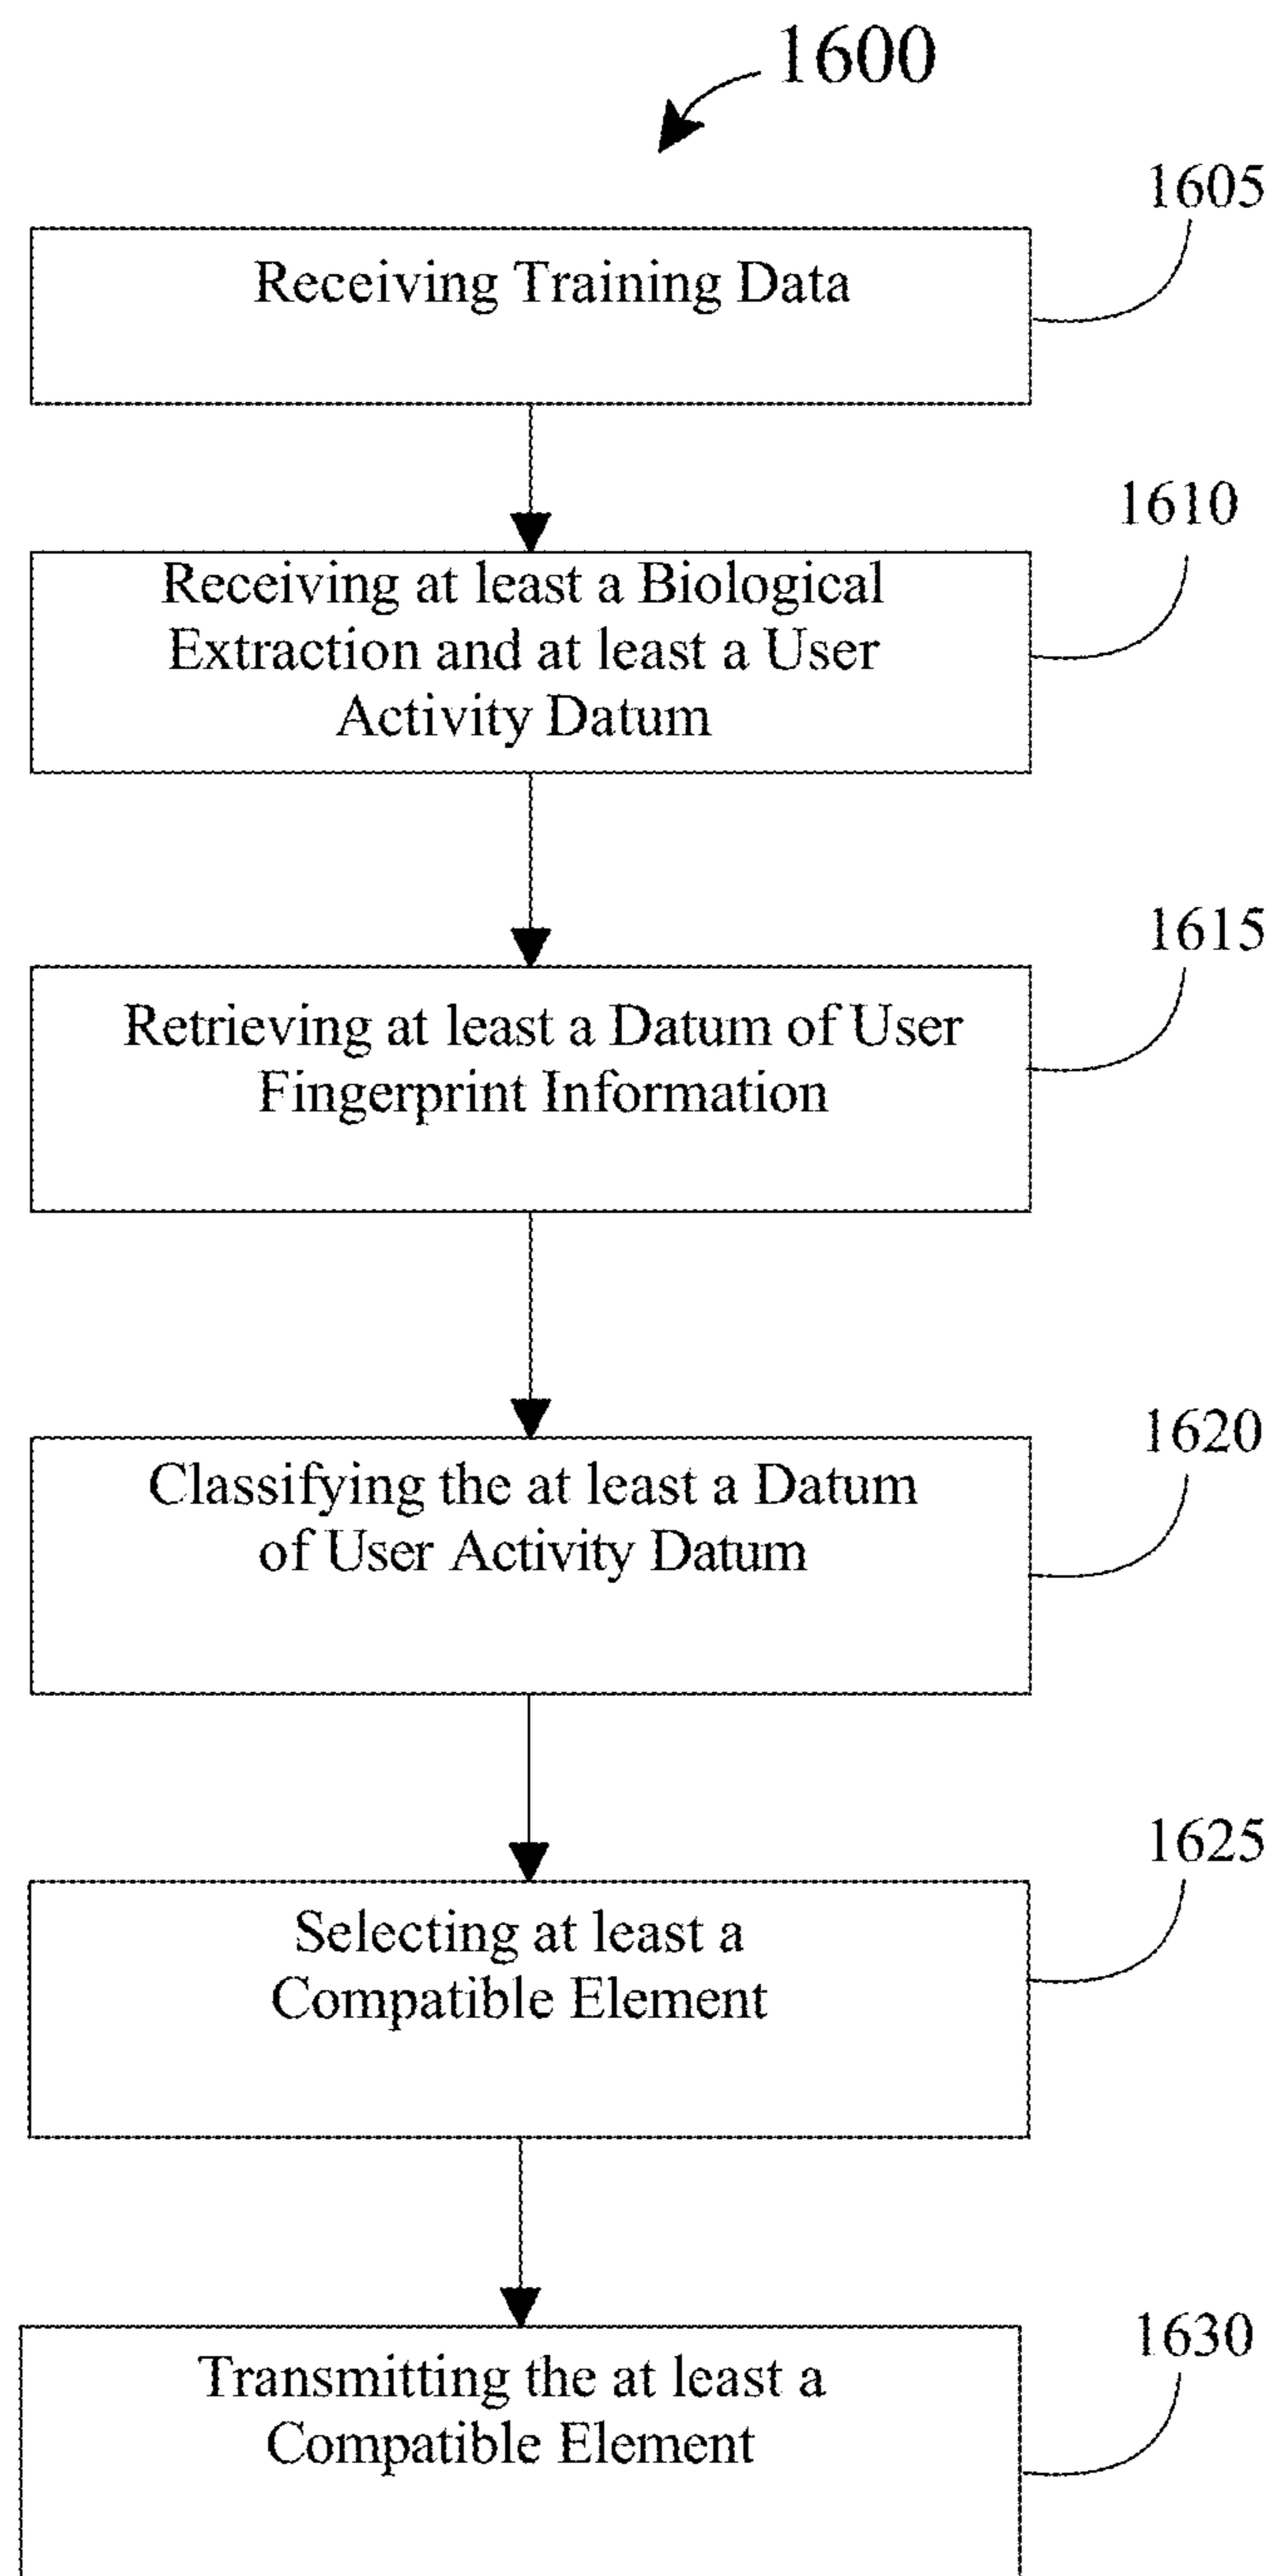 1600
1605
Receiving Training Data
1610
Receiving at least a Biological
Extraction and at least a User
Activity Datum
1615
Retrieving at least a Datum of User
Fingerprint Information
1620
Classifying the at least a Datum
of User Activity Datum
1625
Selecting at least a
Compatible Element
1630
Transmitting the at least a
Compatible Element